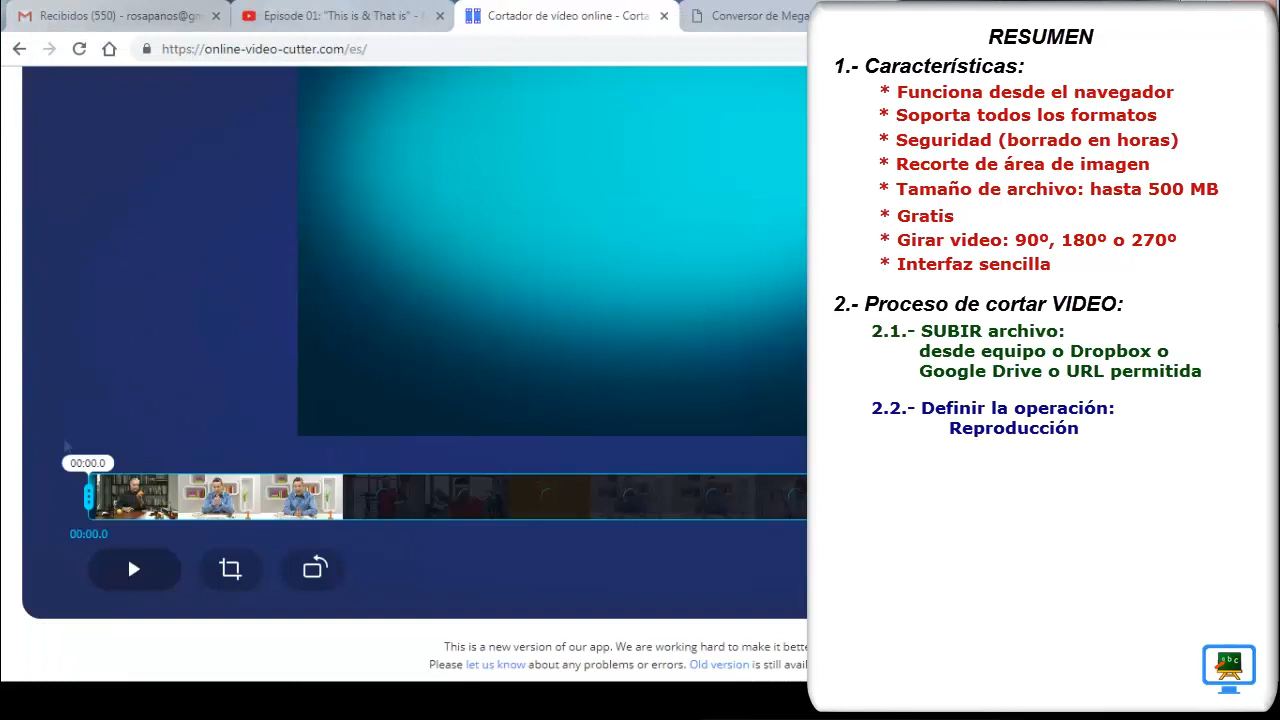 Recibidos (550) - rosapanos@gm
Episode 01: "This is & That is" - A
Cortador de vídeo online - Corta
Conversor de Mega
https://online-video-cutter.com/es/
00:00.0
00:00.0
This is a new version of our app. We are working hard to make it bette
Please let us know about any problems or errors. Old version is still avail
RESUMEN
1.- Características:
* Funciona desde el navegador
* Soporta todos los formatos
* Seguridad (borrado en horas)
* Recorte de área de imagen
* Tamaño de archivo: hasta 500 MB
* Gratis
* Girar video: 90º, 180º o 270º
* Interfaz sencilla
2.- Proceso de cortar VIDEO:
2.1.- SUBIR archivo:
desde equipo o Dropbox o
Google Drive o URL permitida
2.2.- Definir la operación:
Reproducción
abc